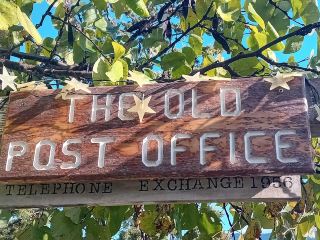 THE OLD
POST OFFICE
TELEPHONE EXCHANGE 1956